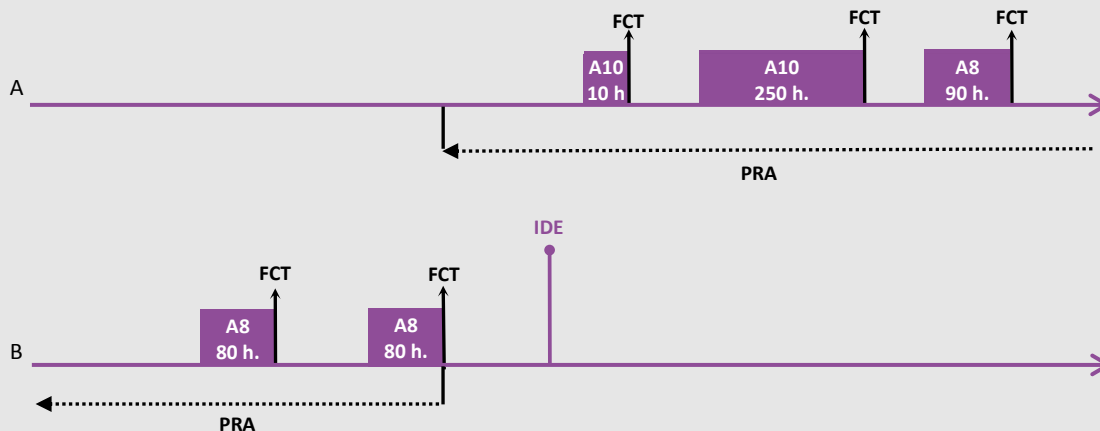 FCT FCT FCT
A10 A10 A8
A 10 h 250 h. 90 h.
PRA
IDE
FCT FCT
A8 A8
B 80 h. 80 h.
PRA